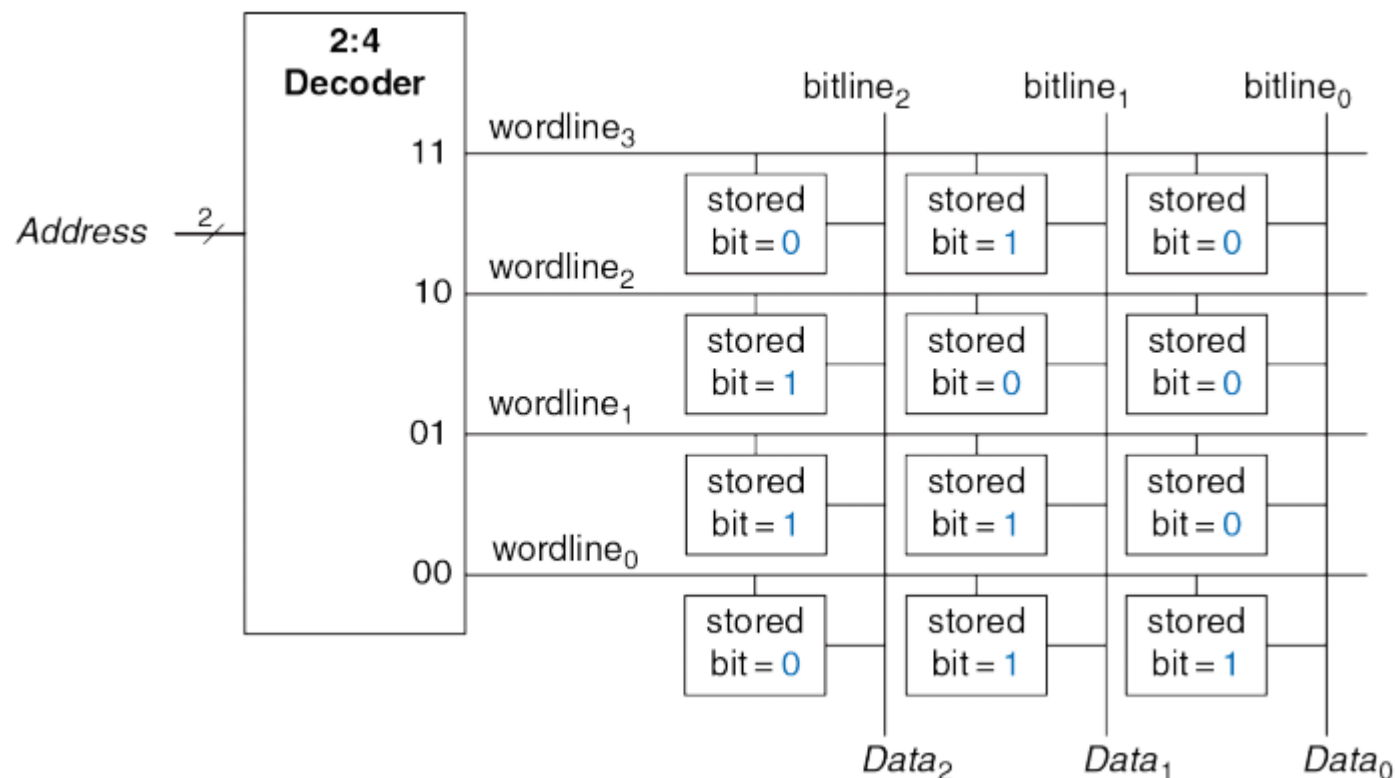 2:4
Decoder
bitline₂ bitline₁ bitline₀
wordline₃
11
stored stored stored
bit = 0 bit = 1 bit = 0
Address 2
wordline₂
10
stored stored stored
bit = 1 bit = 0 bit = 0
wordline₁
01
stored stored stored
bit = 1 bit = 1 bit = 0
wordline₀
00
stored stored stored
bit = 0 bit = 1 bit = 1
Data₂ Data₁ Data₀